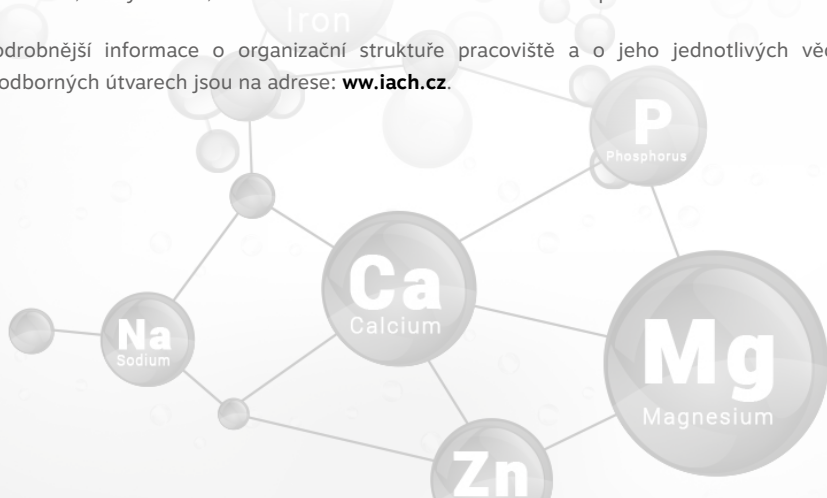 Iron
odrobnější informace o organizační struktuře pracoviště a o jeho jednotlivých věd
odborných útvarech jsou na adrese: ww.iach.cz.
P
Phosphorus
Ca
Calcium
Na
Sodium
Mg
Magnesium
Zn